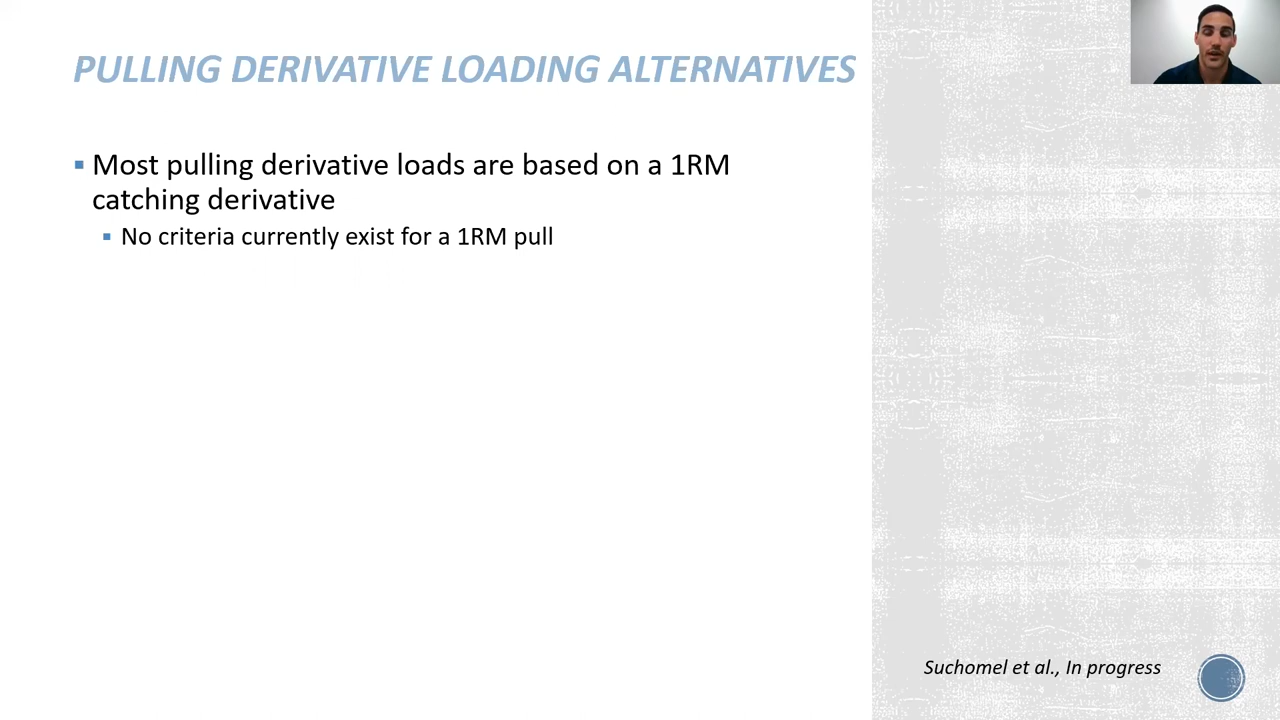 PULLING DERIVATIVE LOADING ALTERNATIVES
Most pulling derivative loads are based on a 1RM
catching derivative
No criteria currently exist for a 1RM pull
Suchomel et al., In progress